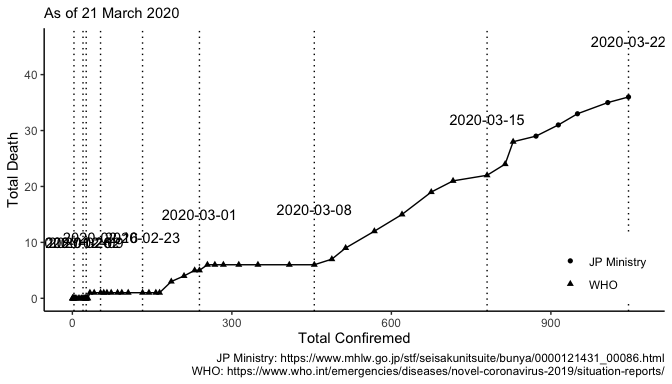 As of 21 March 2020
2020-03-22
2020-03-15
2020-03-08
2020-03-01
02-23
Total Death
40
30
20
10
0
JP Ministry
WHO
0
300
600
900
Total Confiremed
JP Ministry: https://www.mhlw.go.jp/stf/seisakunitsuite/bunya/0000121431_00086.html
WHO: https://www.who.int/emergencies/diseases/novel-coronavirus-2019/situation-reports/